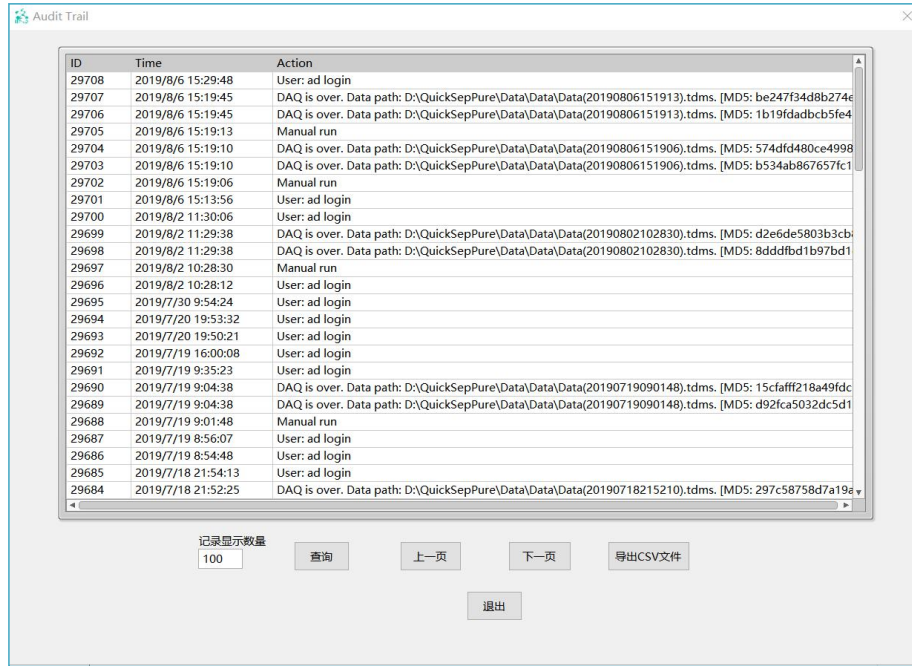 Audit Trail
ID Time Action
29708 2019/8/6 15:29:48 User: ad login
29707 2019/8/6 15:19:45 DAQ is over. Data path: D:\QuickSepPure\Data\Data\Data(20190806151913).tdms. [MD5: be247f34d8b274e
29706 2019/8/6 15:19:45 DAQ is over. Data path: D:\QuickSepPure\Data\Data\Data(20190806151913).tdms. [MD5: 1b19fdadbcb5fe4
29705 2019/8/6 15:19:13 Manual run
29704 2019/8/6 15:19:10 DAQ is over. Data path: D:\QuickSepPure\Data\Data\Data(20190806151906).tdms. [MD5: 574dfd480ce4998
29703 2019/8/6 15:19:10 DAQ is over. Data path: D:\QuickSepPure\Data\Data\Data(20190806151906).tdms. [MD5: b534ab867657fc1
29702 2019/8/6 15:19:06 Manual run
29701 2019/8/6 15:13:56 User: ad login
29700 2019/8/2 11:30:06 User: ad login
29699 2019/8/2 11:29:38 DAQ is over. Data path: D:\QuickSepPure\Data\Data\Data(20190802102830).tdms. [MD5: d2e6de5803b3cb
29698 2019/8/2 11:29:38 DAQ is over. Data path: D:\QuickSepPure\Data\Data\Data(20190802102830).tdms. [MD5: 8dddfbd1b97bd1
29697 2019/8/2 10:28:30 Manual run
29696 2019/8/2 10:28:12 User: ad login
29695 2019/7/30 9:54:24 User: ad login
29694 2019/7/20 19:53:32 User: ad login
29693 2019/7/20 19:50:21 User: ad login
29692 2019/7/19 16:00:08 User: ad login
29691 2019/7/19 9:35:23 User: ad login
29690 2019/7/19 9:04:38 DAQ is over. Data path: D:\QuickSepPure\Data\Data\Data(20190719090148).tdms. [MD5: 15cfafff218a49fdc
29689 2019/7/19 9:04:38 DAQ is over. Data path: D:\QuickSepPure\Data\Data\Data(20190719090148).tdms. [MD5: d92fca5032dc5d1
29688 2019/7/19 9:01:48 Manual run
29687 2019/7/19 8:56:07 User: ad login
29686 2019/7/19 8:54:48 User: ad login
29685 2019/7/18 21:54:13 User: ad login
29684 2019/7/18 21:52:25 DAQ is over. Data path: D:\QuickSepPure\Data\Data\Data(20190718215210).tdms. [MD5: 297c58758d7a19a
记录显示数量
100 查询 上一页 下一页 导出CSV文件
退出